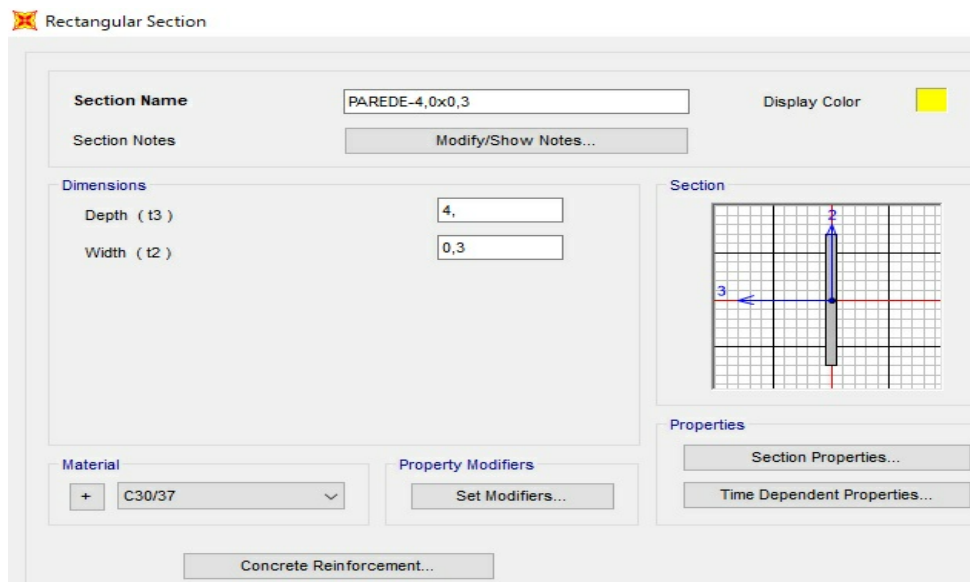 Rectangular Section
Section Name
PAREDE-4,0x0,3
Display Color
Section Notes
Modify/Show Notes...
Dimensions
Depth ( t3 )
4,
Width ( t2 )
0,3
Section
2
3
Properties
Section Properties...
Time Dependent Properties...
Material
+
C30/37
Property Modifiers
Set Modifiers...
Concrete Reinforcement...